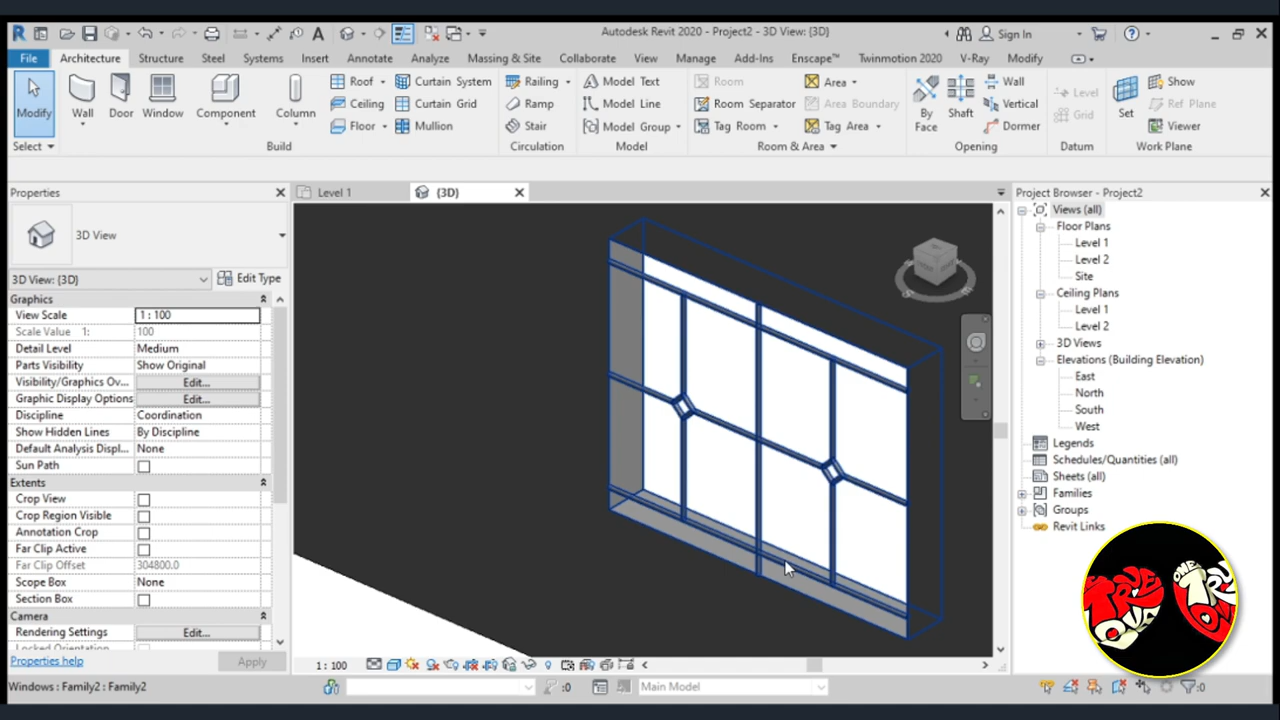 Autodesk Revit 2020 - Project2 - 3D View: {3D}
Sign In
File Architecture Structure Steel Systems Insert Annotate Analyze Massing & Site Collaborate View Manage Add-Ins Enscape™ Twinmotion 2020 V-Ray Modify
Modify
Wall
Door
Window
Component
Column
Roof
Ceiling
Floor
Curtain System
Curtain Grid
Mullion
Railing
Ramp
Stair
Model Text
Model Line
Model Group
Room
Room Separator
Tag Room
Area
Area Boundary
Tag Area
By Face
Shaft
Wall
Vertical
Dormer
Level
Grid
Set
Show
Ref Plane
Viewer
Select
Build
Circulation
Model
Room & Area
Opening
Datum
Work Plane
Properties
3D View
3D View: {3D}
Edit Type
Graphics
View Scale 1 : 100
Scale Value 1: 100
Detail Level Medium
Parts Visibility Show Original
Visibility/Graphics Ov... Edit...
Graphic Display Options Edit...
Discipline Coordination
Show Hidden Lines By Discipline
Default Analysis Displ... None
Sun Path
Extents
Crop View
Crop Region Visible
Annotation Crop
Far Clip Active
Far Clip Offset 304800.0
Scope Box None
Section Box
Camera
Rendering Settings Edit...
Locked Orientation
Properties help
Apply
Level 1
{3D}
Project Browser - Project2
Views (all)
Floor Plans
Level 1
Level 2
Site
Ceiling Plans
Level 1
Level 2
3D Views
Elevations (Building Elevation)
East
North
South
West
Legends
Schedules/Quantities (all)
Sheets (all)
Families
Groups
Revit Links
1 : 100
Windows : Family2 : Family2
:0
Main Model
:0